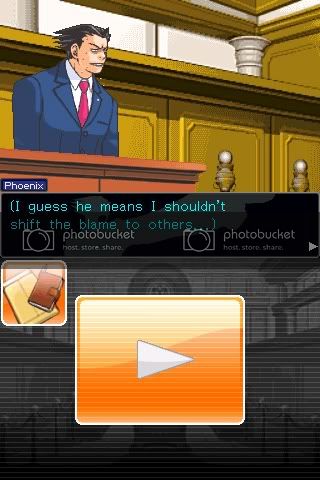 Phoenix
(I guess he means I shouldn't
shift the blame to others...)
photobucket
host. store. share.
photobucket
host. store. share.